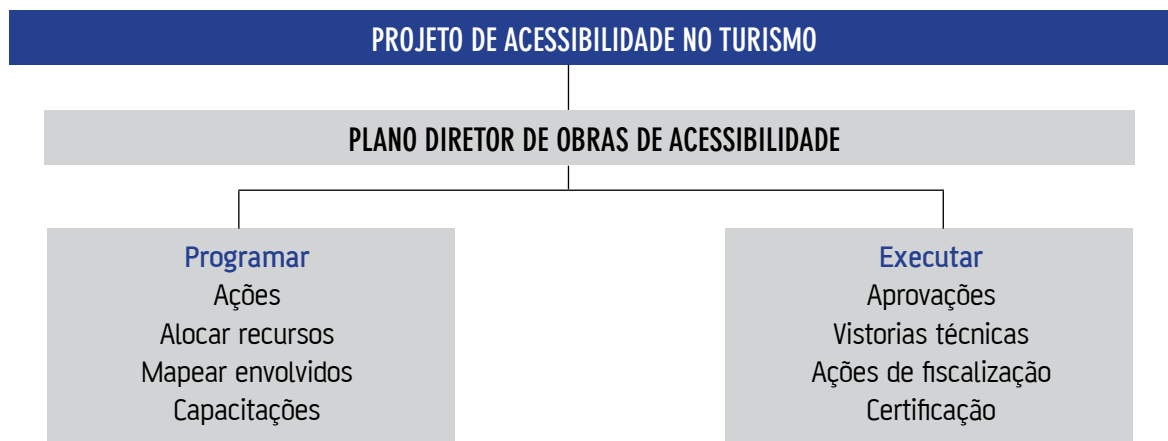 PROJETO DE ACESSIBILIDADE NO TURISMO
PLANO DIRETOR DE OBRAS DE ACESSIBILIDADE
Programar
Ações
Alocar recursos
Mapear envolvidos
Capacitações
Executar
Aprovações
Vistorias técnicas
Ações de fiscalização
Certificação